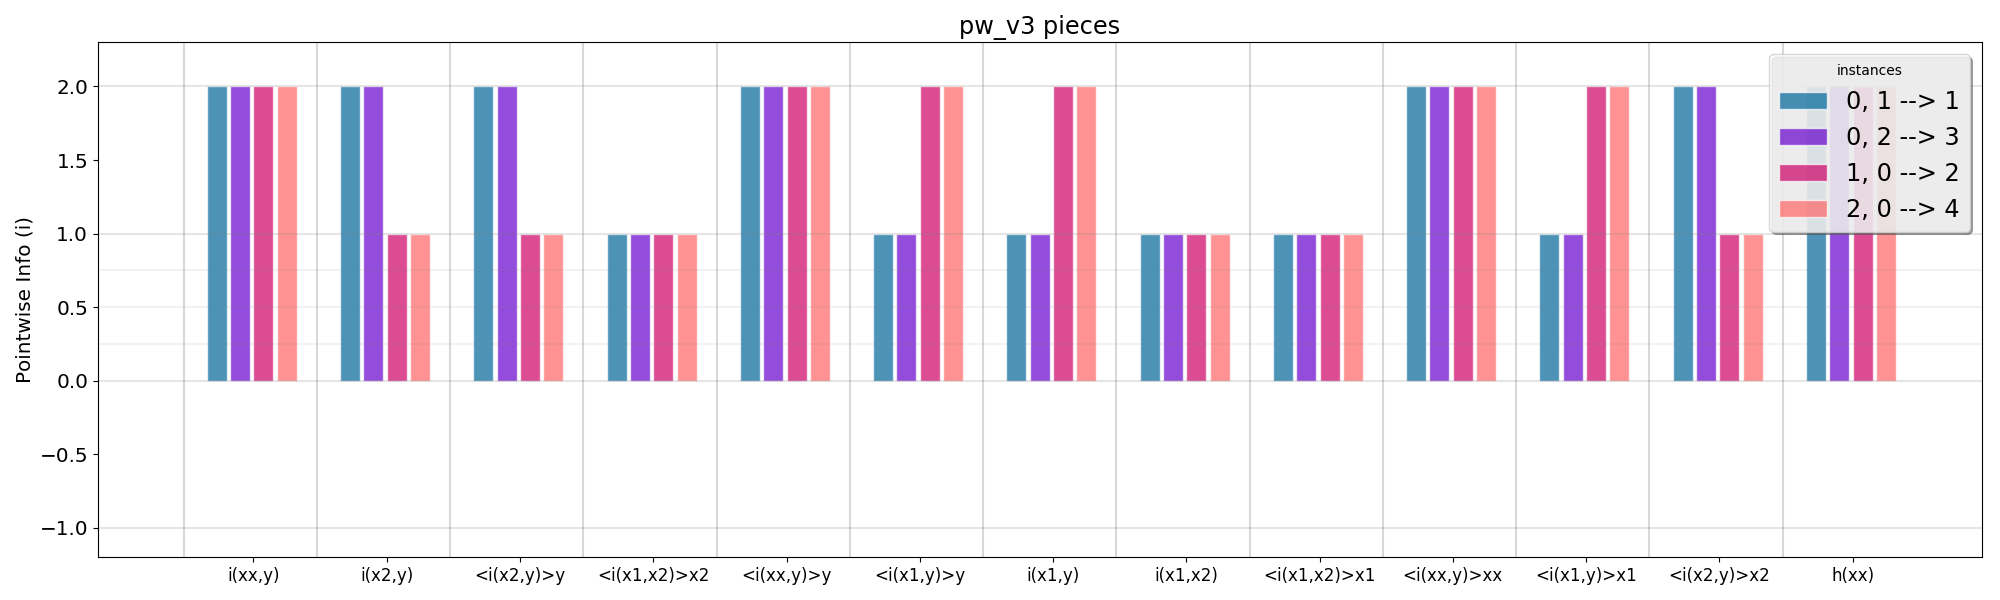 pw_v3 pieces
Pointwise Info (i)
2.0
1.5
1.0
0.5
0.0
−0.5
−1.0
instances
0, 1 --> 1
0, 2 --> 3
1, 0 --> 2
2, 0 --> 4
i(xx,y) i(x2,y) <i(x2,y)>y <i(x1,x2)>x2 <i(xx,y)>y <i(x1,y)>y i(x1,y) i(x1,x2) <i(x1,x2)>x1 <i(xx,y)>xx <i(x1,y)>x1 <i(x2,y)>x2 h(xx)